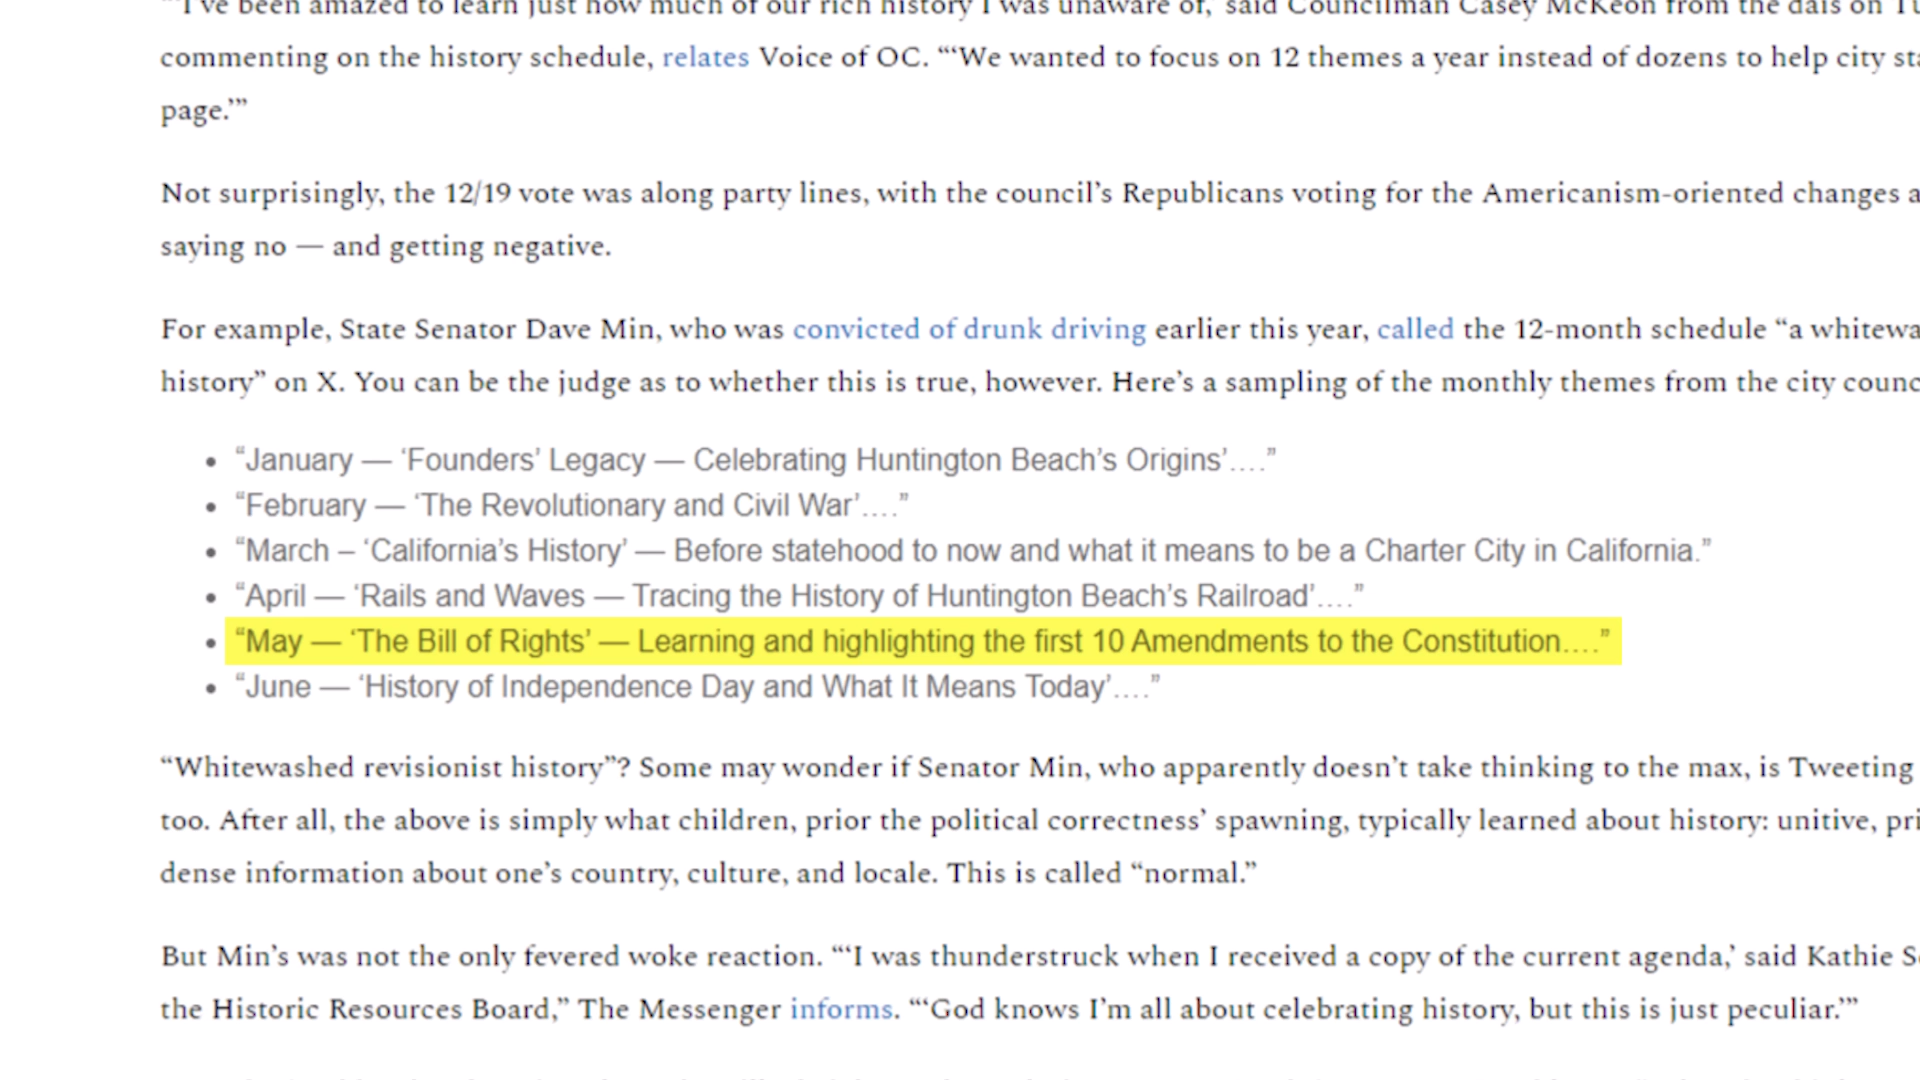 "'I've been amazed to learn just how much of our rich history I was unaware of,' said Councilman Casey McKeon from the dais on
commenting on the history schedule, relates Voice of OC. “‘We wanted to focus on 12 themes a year instead of dozens to help city
page.’”
Not surprisingly, the 12/19 vote was along party lines, with the council’s Republicans voting for the Americanism-oriented changes
saying no — and getting negative.
For example, State Senator Dave Min, who was convicted of drunk driving earlier this year, called the 12-month schedule “a
history” on X. You can be the judge as to whether this is true, however. Here’s a sampling of the monthly themes from the city
• “January — ‘Founders’ Legacy — Celebrating Huntington Beach’s Origins’....”
• “February — ‘The Revolutionary and Civil War’....”
• “March – ‘California’s History’ — Before statehood to now and what it means to be a Charter City in California.”
• “April — ‘Rails and Waves — Tracing the History of Huntington Beach’s Railroad’....”
• “May — ‘The Bill of Rights’ — Learning and highlighting the first 10 Amendments to the Constitution....”
• “June — ‘History of Independence Day and What It Means Today’....”
“Whitewashed revisionist history”? Some may wonder if Senator Min, who apparently doesn’t take thinking to the max, is Tweeting
too. After all, the above is simply what children, prior the political correctness’ spawning, typically learned about history: unitive,
dense information about one’s country, culture, and locale. This is called “normal.”
But Min’s was not the only fevered woke reaction. “‘I was thunderstruck when I received a copy of the current agenda,’ said Kathie
the Historic Resources Board,” The Messenger informs. “‘God knows I’m all about celebrating history, but this is just peculiar.’”